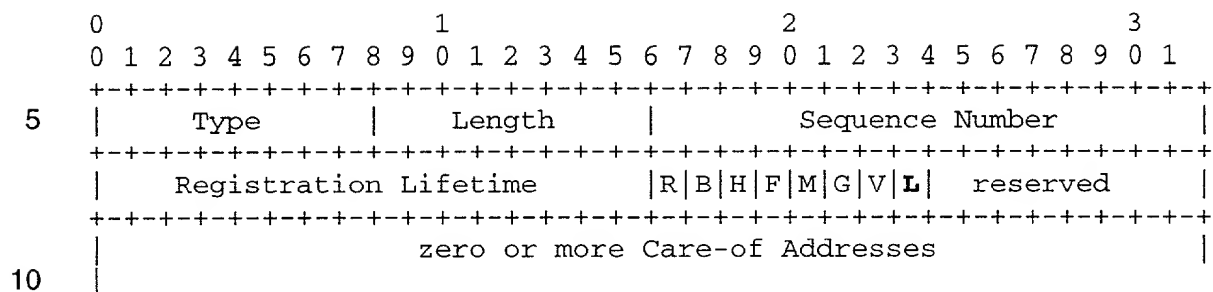 0                   1                   2                   3
0 1 2 3 4 5 6 7 8 9 0 1 2 3 4 5 6 7 8 9 0 1 2 3 4 5 6 7 8 9 0 1
+-+-+-+-+-+-+-+-+-+-+-+-+-+-+-+-+-+-+-+-+-+-+-+-+-+-+-+-+-+-+-+-+
5 | Type | Length | Sequence Number |
+-+-+-+-+-+-+-+-+-+-+-+-+-+-+-+-+-+-+-+-+-+-+-+-+-+-+-+-+-+-+-+-+
| Registration Lifetime |R|B|H|F|M|G|V|L| reserved |
+-+-+-+-+-+-+-+-+-+-+-+-+-+-+-+-+-+-+-+-+-+-+-+-+-+-+-+-+-+-+-+-+
| zero or more Care-of Addresses |
10 |